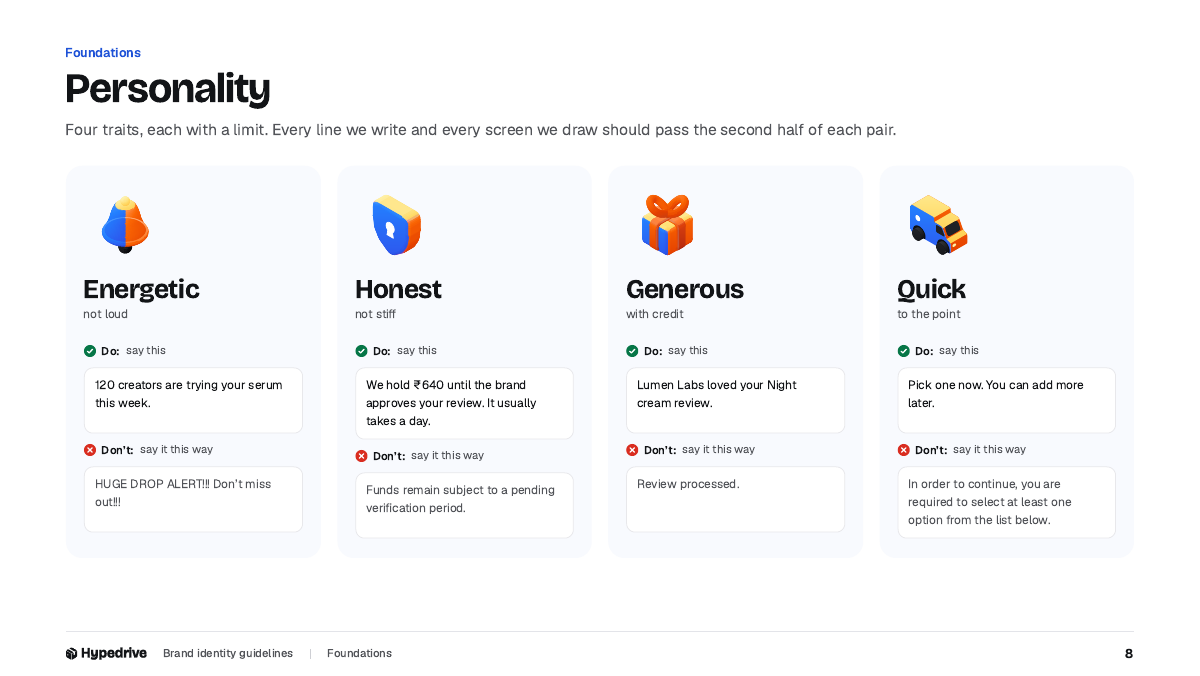 Foundations
Personality
Four traits, each with a limit. Every line we write and every screen we draw should pass the second half of each pair.
Energetic
not loud
Do: say this
120 creators are trying your serum
this week.
Don't: say it this way
HUGE DROP ALERT!!! Don't miss
out!!!
Honest
not stiff
Do: say this
We hold ₹640 until the brand
approves your review. It usually
takes a day.
Don't: say it this way
Funds remain subject to a pending
verification period.
Generous
with credit
Do: say this
Lumen Labs loved your Night
cream review.
Don't: say it this way
Review processed.
Quick
to the point
Do: say this
Pick one now. You can add more
later.
Don't: say it this way
In order to continue, you are
required to select at least one
option from the list below.
Hypedrive Brand identity guidelines | Foundations 8